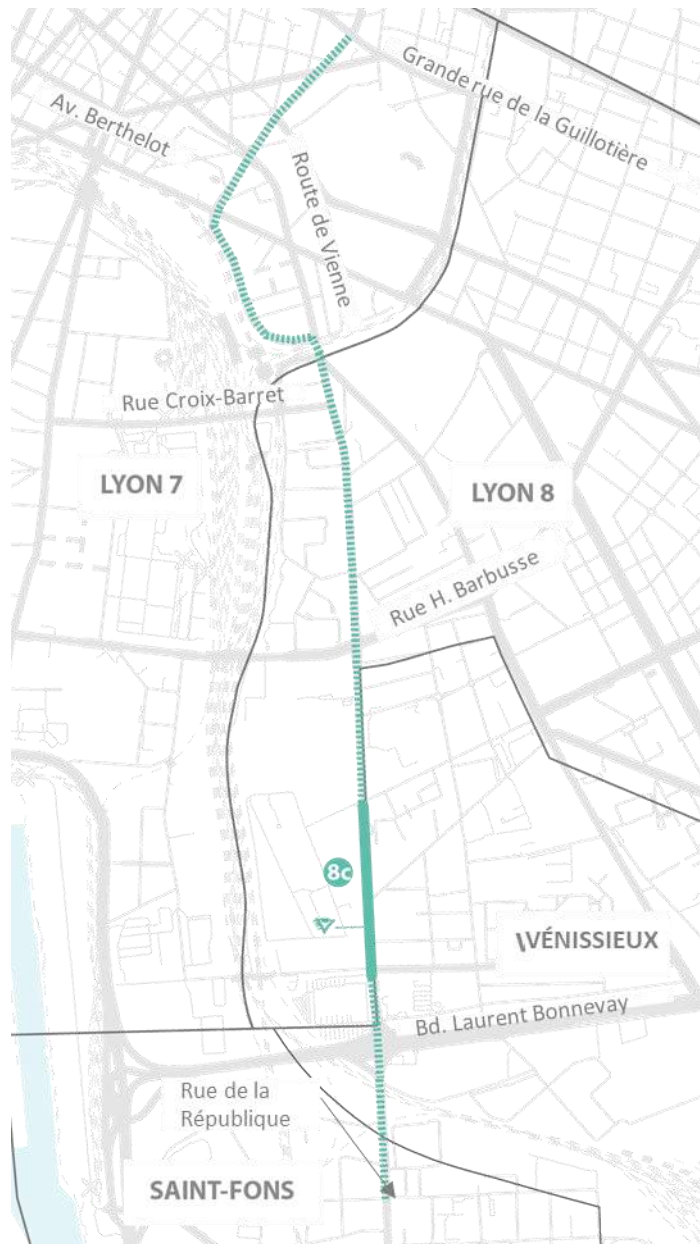 Grande rue de la Guillotière
Av. Berthelot
Route de Vienne
Rue Croix-Barret
LYON 7
LYON 8
Rue H. Barbusse
8c
VÉNISSIEUX
Bd. Laurent Bonnevay
Rue de la
République
SAINT-FONS